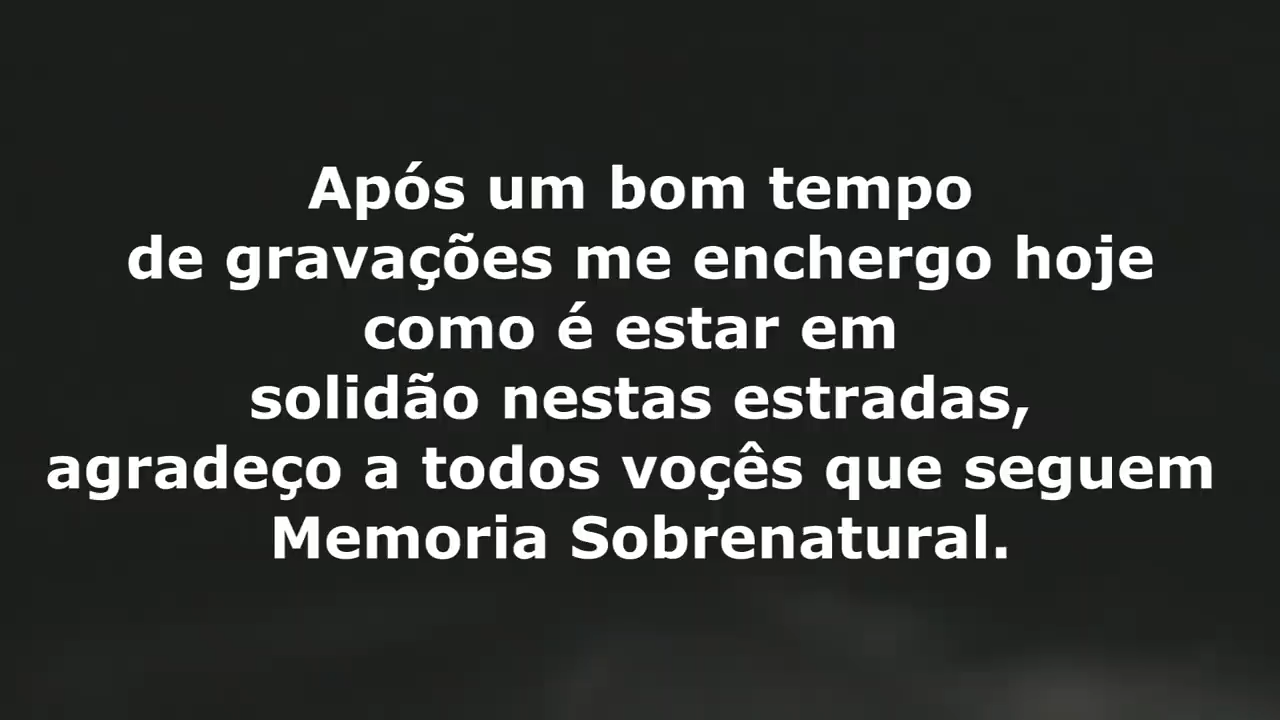 Após um bom tempo
de gravações me enchergo hoje
como é estar em
solidão nestas estradas,
agradeço a todos voçês que seguem
Memoria Sobrenatural.